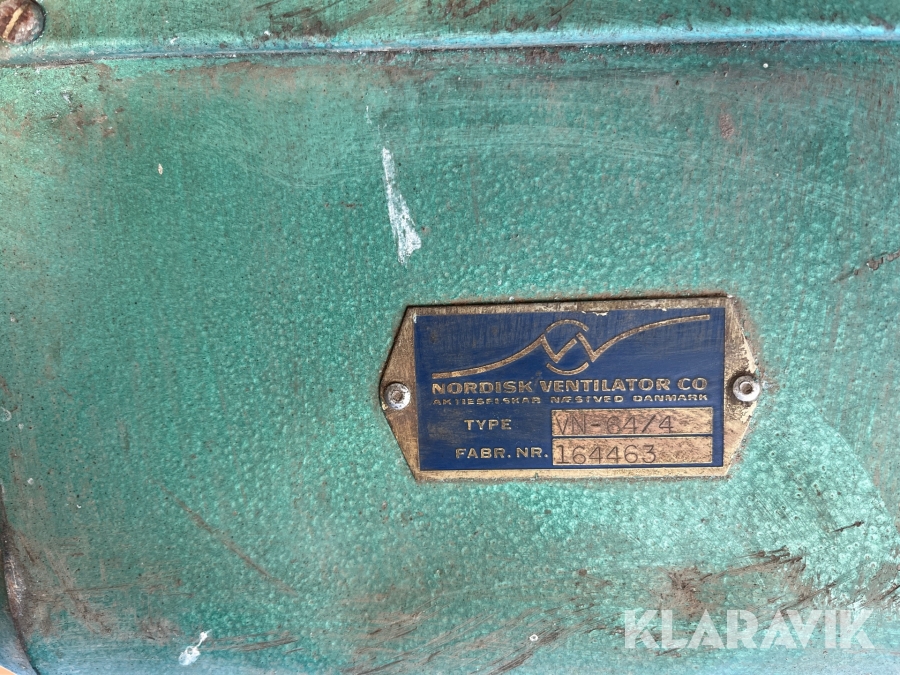 NORDISK VENTILATOR CO
AKTIESELSKAB NÆSTVED DANMARK
TYPE VN-64/4
FABR. NR. 164463
KLARAVIK